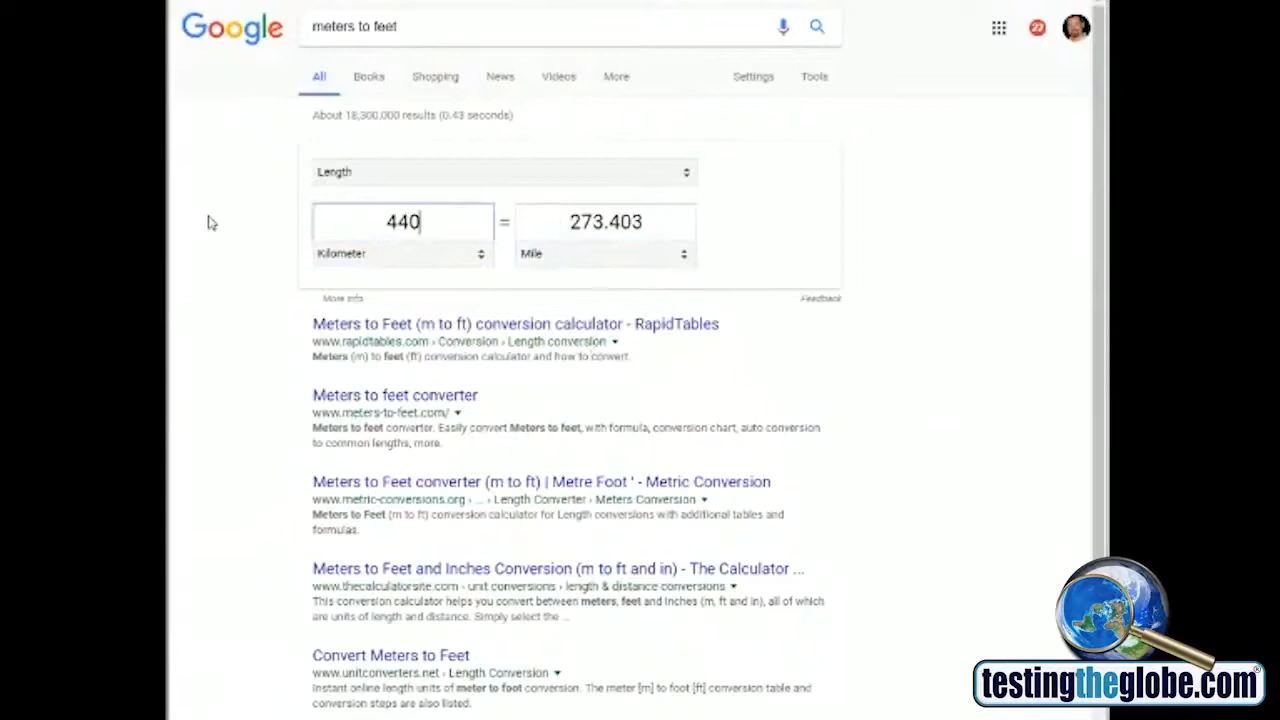 Google
meters to feet
27
All Books Shopping News Videos More Settings Tools
About 18,300,000 results (0.43 seconds)
Length
440 = 273.403
Kilometer Mile
More info Feedback
Meters to Feet (m to ft) conversion calculator - RapidTables
www.rapidtables.com › Conversion › Length conversion
Meters (m) to feet (ft) conversion calculator and how to convert.
Meters to feet converter
www.meters-to-feet.com/
Meters to feet converter. Easily convert Meters to feet, with formula, conversion chart, auto conversion
to common lengths, more.
Meters to Feet converter (m to ft) | Metre Foot ' - Metric Conversion
www.metric-conversions.org › ... › Length Converter › Meters Conversion
Meters to Feet (m to ft) conversion calculator for Length conversions with additional tables and
formulas.
Meters to Feet and Inches Conversion (m to ft and in) - The Calculator ...
www.thecalculatorsite.com › unit conversions › length & distance conversions
This conversion calculator helps you convert between meters, feet and inches (m, ft and in), all of which
are units of length and distance. Simply select the ...
Convert Meters to Feet
www.unitconverters.net › Length Conversion
Instant online length units of meter to foot conversion. The meter [m] to foot [ft] conversion table and
conversion steps are also listed.
testingtheglobe.com®